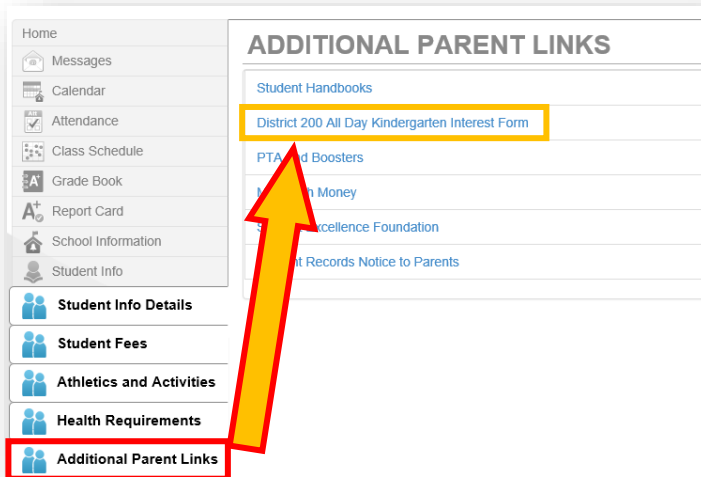 Home
Messages
Calendar
Attendance
Class Schedule
Grade Book
Report Card
School Information
Student Info
Student Info Details
Student Fees
Athletics and Activities
Health Requirements
Additional Parent Links
ADDITIONAL PARENT LINKS
Student Handbooks
District 200 All Day Kindergarten Interest Form
PTA and Boosters
Money
Excellence Foundation
Records Notice to Parents